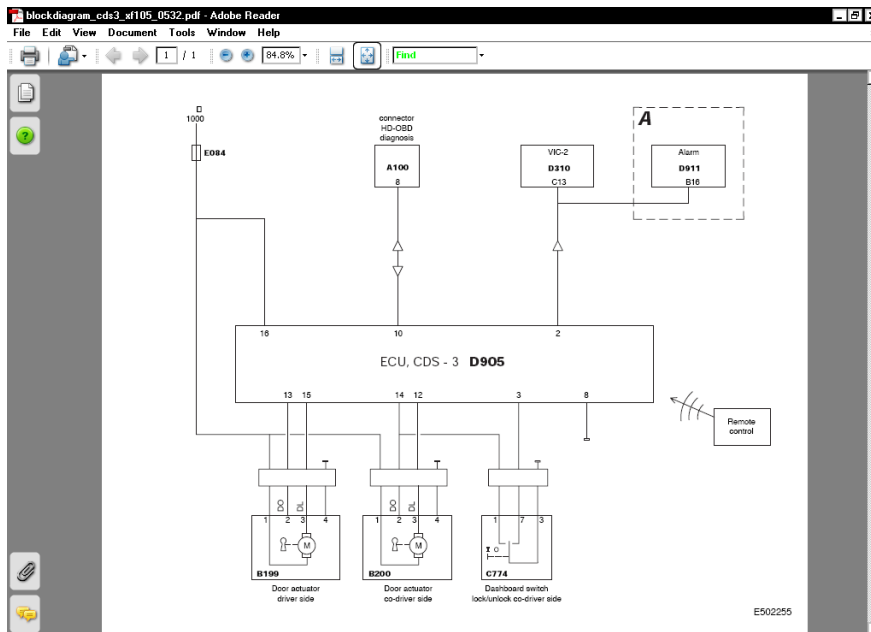 blockdiagram_cds3_xf105_0532.pdf - Adobe Reader
File Edit View Document Tools Window Help
1 / 1 84.8% Find
1000
E084
connector
HD-OBD
diagnosis
A100
8
VIC-2
D310
C13
A
Alarm
D911
B16
16 10 2
ECU, CDS - 3 D905
13 15 14 12 3 8
Remote
control
DO DL DO DL
1 2 3 4 1 2 3 4 1 7 3
M M I O
B199 B200 C774
Door actuator
driver side
Door actuator
co-driver side
Dashboard switch
lock/unlock co-driver side
E502255